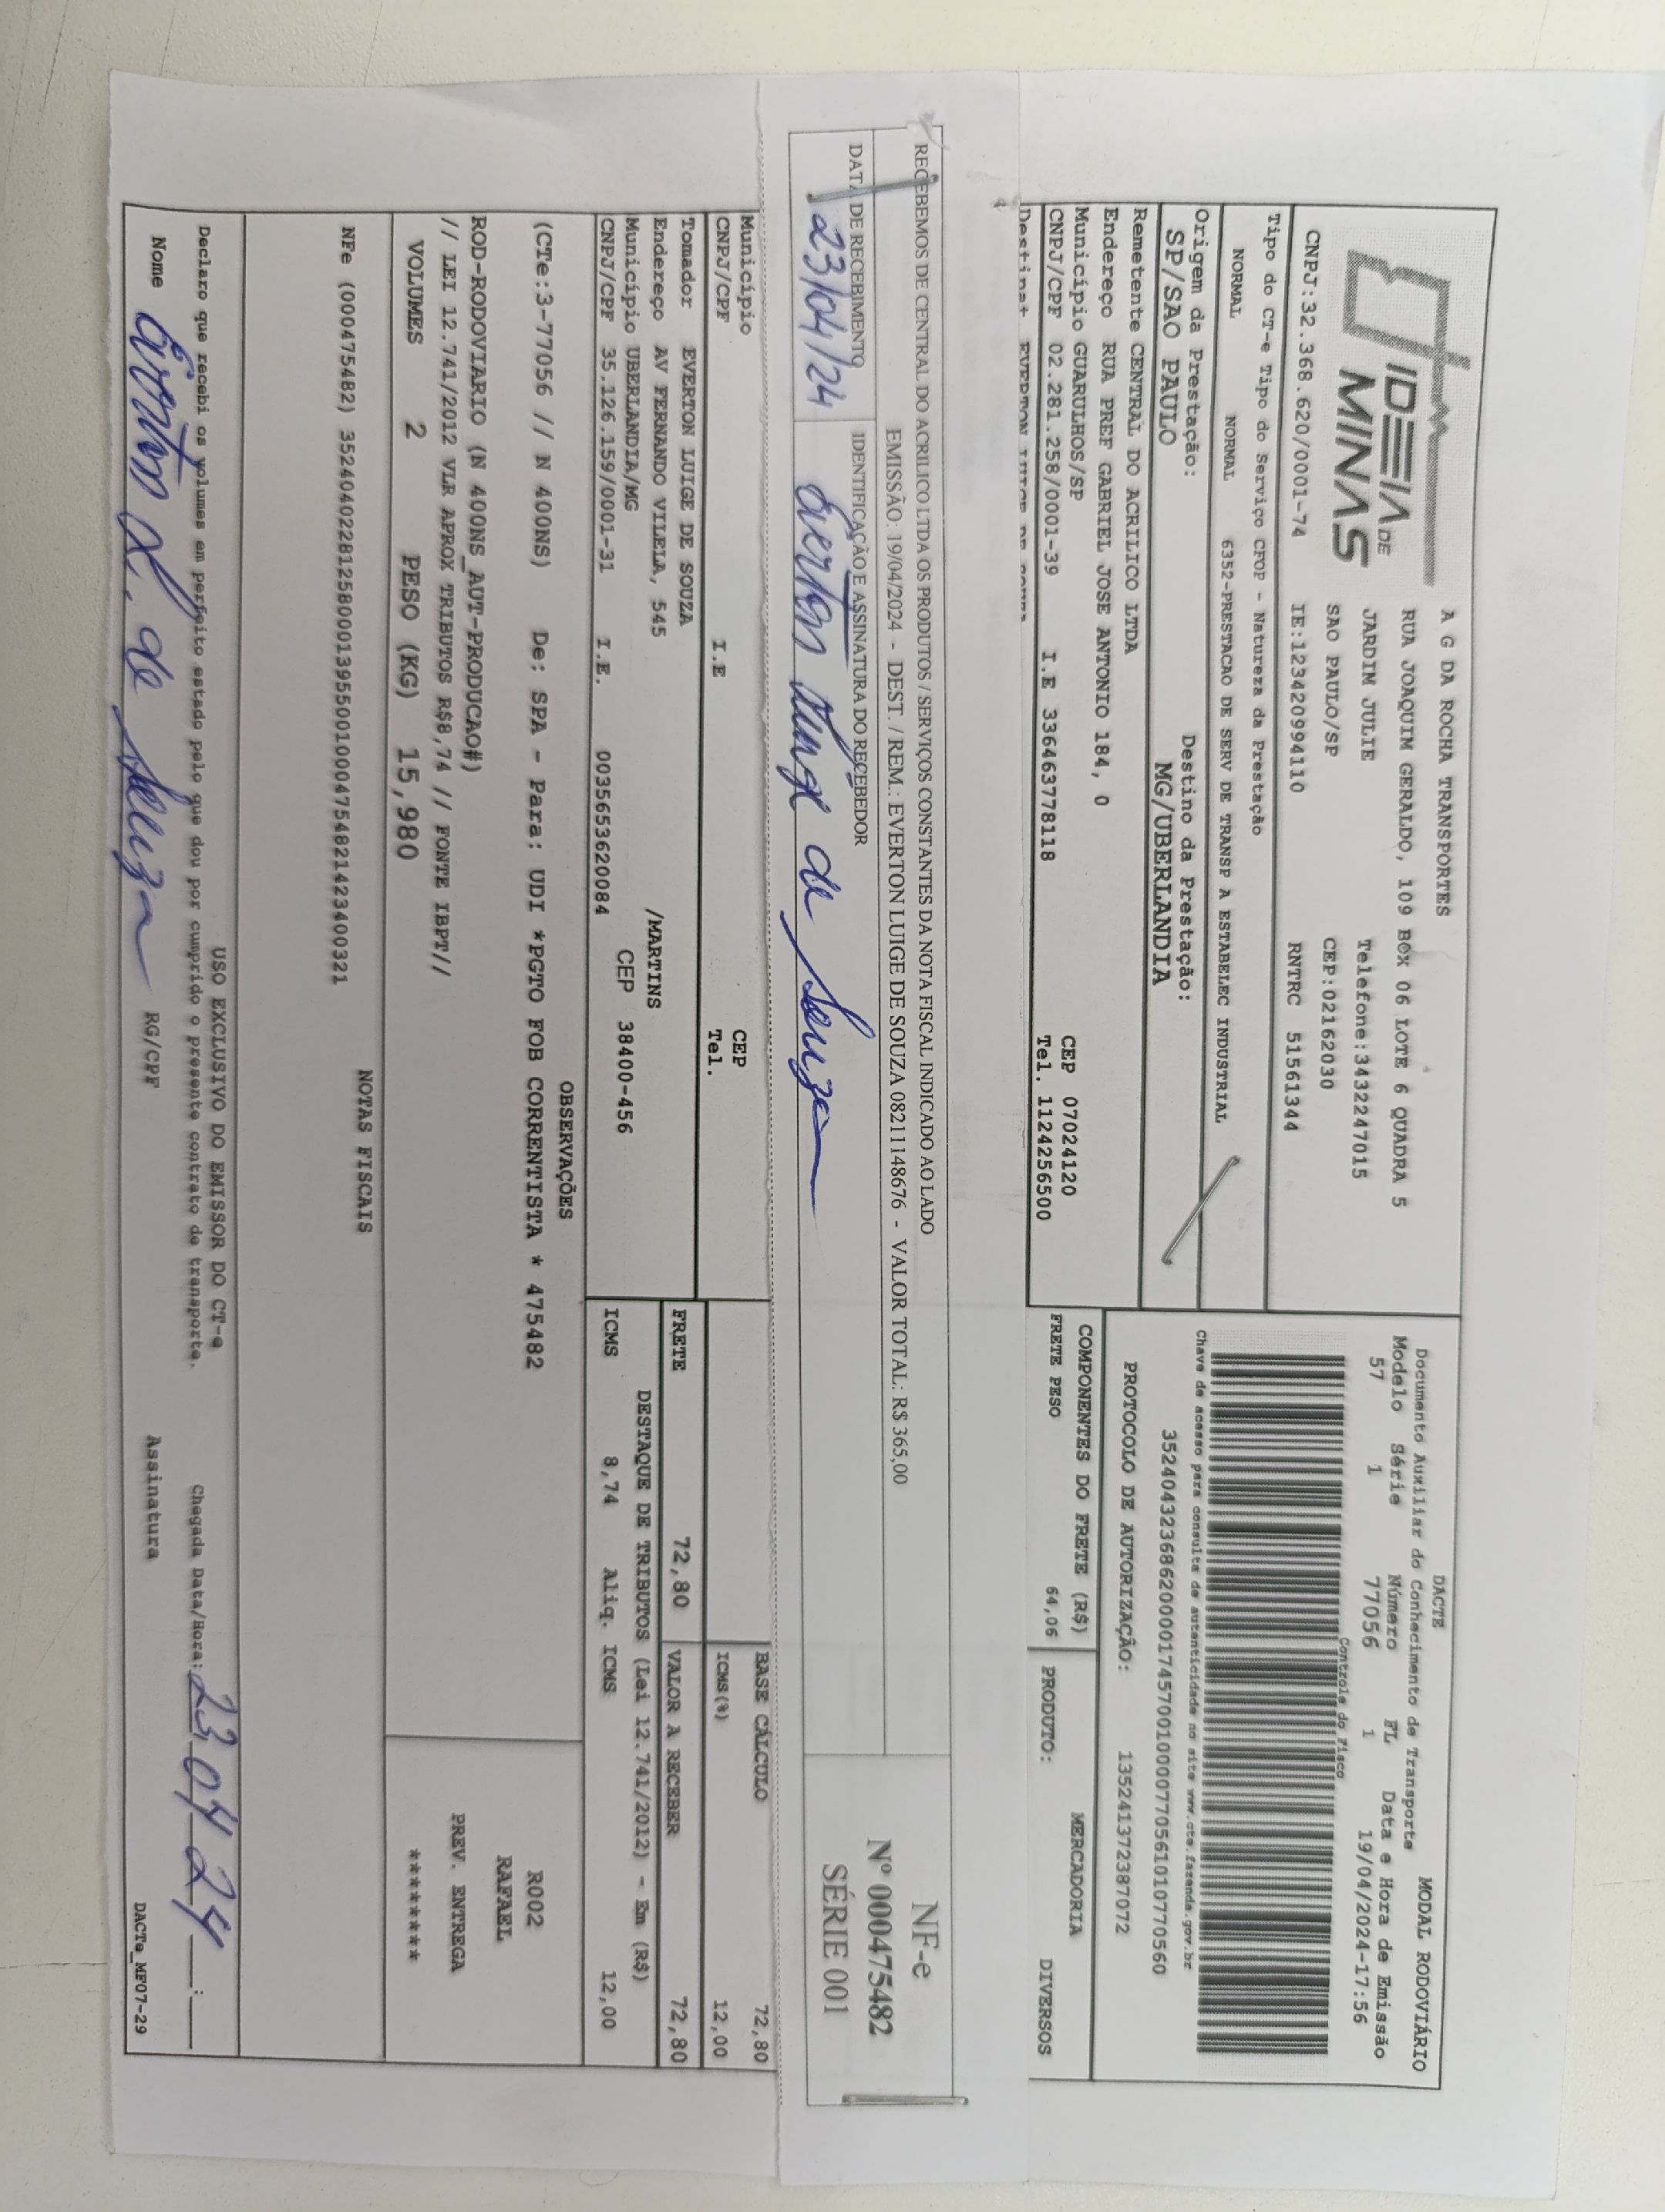 IDEIA DE
MINAS
A G DA ROCHA TRANSPORTES
RUA JOAQUIM GERALDO, 109 BOX 06 LOTE 6 QUADRA 5
JARDIM JULIE Telefone:3432247015
SAO PAULO/SP CEP:02162030
CNPJ:32.368.620/0001-74 IE:123420994110 RNTRC 51561344
Tipo do CT-e Tipo do Serviço CFOP - Natureza da Prestação
NORMAL NORMAL 6352-PRESTACAO DE SERV DE TRANSP A ESTABELEC INDUSTRIAL
Origem da Prestação: Destino da Prestação:
SP/SAO PAULO MG/UBERLANDIA
DACTE MODAL RODOVIÁRIO
Documento Auxiliar do Conhecimento de Transporte
Modelo Série Número FL Data e Hora de Emissão
57 1 77056 1 19/04/2024-17:56
Controle do Fisco
Chave de acesso para consulta de autenticidade no site www.cte.fazenda.gov.br
35240432368620000174570010000770561010770560
PROTOCOLO DE AUTORIZAÇÃO: 135241372387072
Remetente CENTRAL DO ACRILICO LTDA
Endereço RUA PREF GABRIEL JOSE ANTONIO 184, 0
Município GUARULHOS/SP CEP 07024120
CNPJ/CPF 02.281.258/0001-39 I.E 336463778118 Tel. 1124256500
COMPONENTES DO FRETE (R$) MERCADORIA
FRETE PESO 64,06 PRODUTO: DIVERSOS
RECEBEMOS DE CENTRAL DO ACRILICO LTDA OS PRODUTOS / SERVIÇOS CONSTANTES DA NOTA FISCAL INDICADO AO LADO
EMISSÃO: 19/04/2024 - DEST. / REM.: EVERTON LUIGE DE SOUZA 08211148676 - VALOR TOTAL: R$ 365,00
DATA DE RECEBIMENTO IDENTIFICAÇÃO E ASSINATURA DO RECEBEDOR
23/04/24 Everton Luige de Souza
NF-e
Nº 000475482
SÉRIE 001
Município CEP
CNPJ/CPF I.E Tel.
BASE CÁLCULO 72,80
ICMS(%) 12,00
Tomador EVERTON LUIGE DE SOUZA
Endereço AV FERNANDO VILELA, 545 /MARTINS
Município UBERLANDIA/MG CEP 38400-456
CNPJ/CPF 35.126.159/0001-31 I.E. 0035653620084
FRETE 72,80 VALOR A RECEBER 72,80
DESTAQUE DE TRIBUTOS (Lei 12.741/2012) - Em (R$)
ICMS 8,74 Aliq. ICMS 12,00
OBSERVAÇÕES
(CTe:3-77056 // N 400NS) De: SPA - Para: UDI *PGTO FOB CORRENTISTA * 475482
ROD-RODOVIARIO (N 400NS_AUT-PRODUCAO#)
// LEI 12.741/2012 VLR APROX TRIBUTOS R$8,74 // FONTE IBPT//
R002
RAFAEL
VOLUMES 2 PESO (KG) 15,980
PREV. ENTREGA
********
NOTAS FISCAIS
NFe (000475482) 35240402281258000139550010004754821423400321
USO EXCLUSIVO DO EMISSOR DO CT-e
Declaro que recebi os volumes em perfeito estado pelo que dou por cumprido o presente contrato de transporte. Chegada Data/Hora: 23 04 24 __:__
Nome Everton L. de Souza RG/CPF Assinatura
DACTe_MF07-29